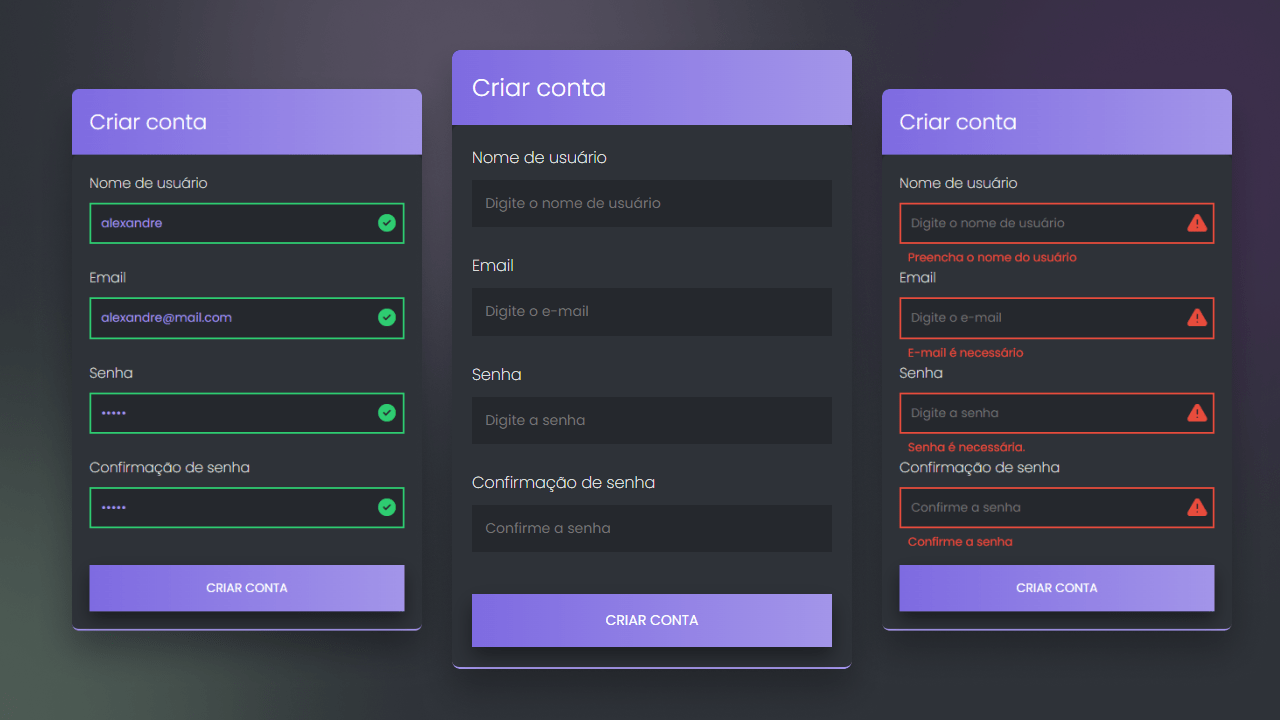 Criar conta
Nome de usuário
alexandre
Email
alexandre@mail.com
Senha
•••••
Confirmação de senha
•••••
CRIAR CONTA
Criar conta
Nome de usuário
Digite o nome de usuário
Email
Digite o e-mail
Senha
Digite a senha
Confirmação de senha
Confirme a senha
CRIAR CONTA
Criar conta
Nome de usuário
Digite o nome de usuário
Preencha o nome do usuário
Email
Digite o e-mail
E-mail é necessário
Senha
Digite a senha
Senha é necessária.
Confirmação de senha
Confirme a senha
Confirme a senha
CRIAR CONTA